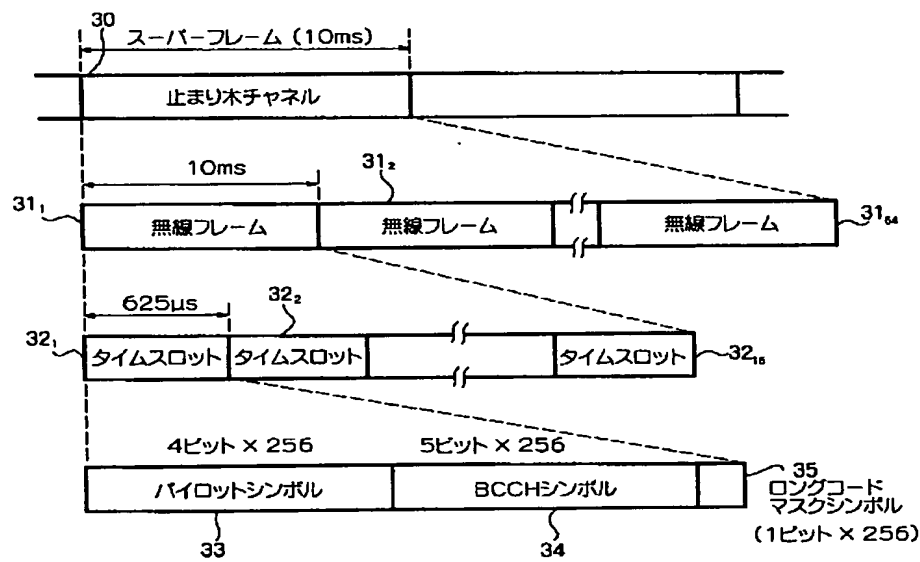 30
スーパーフレーム (10ms)
止まり木チャネル
10ms
31₂
31₁
無線フレーム
無線フレーム
無線フレーム
31₆₄
625μs
32₂
32₁
タイムスロット
タイムスロット
タイムスロット
32₁₆
4ビット × 256
5ビット × 256
パイロットシンボル
BCCHシンボル
35
ロングコード
マスクシンボル
(1ビット × 256)
33
34